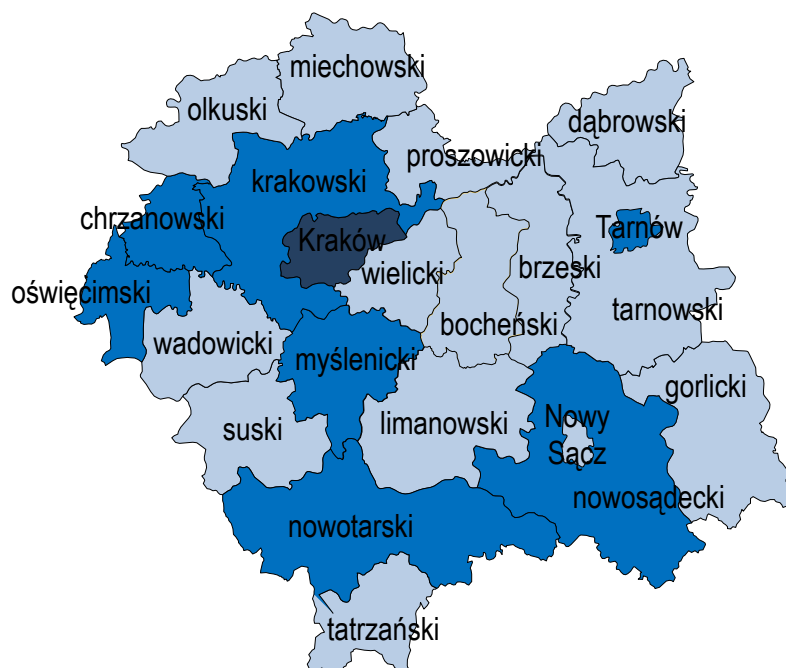 miechowski
olkuski
dąbrowski
proszowicki
krakowski
chrzanowski
Kraków
Tarnów
wielicki
brzeski
oświęcimski
tarnowski
bocheński
wadowicki
myślenicki
gorlicki
suski
limanowski
Nowy
Sącz
nowosądecki
nowotarski
tatrzański